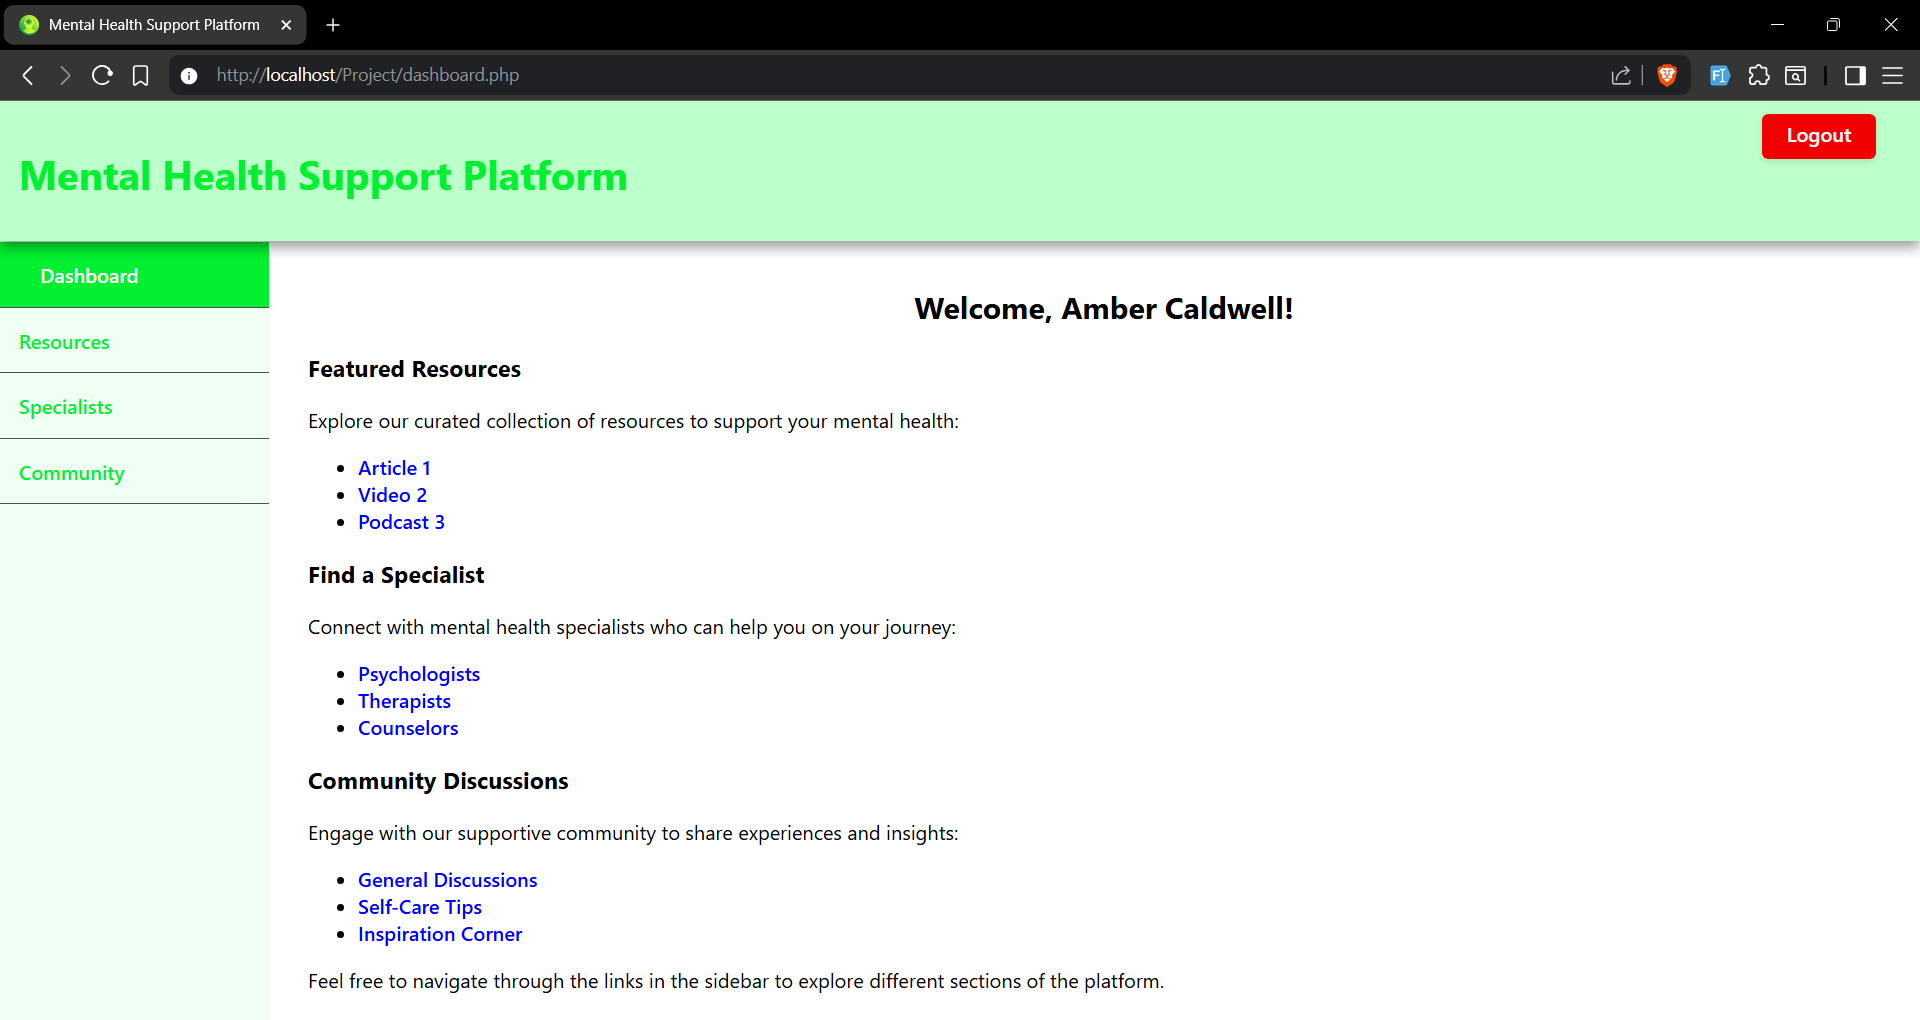 Mental Health Support Platform
http://localhost/Project/dashboard.php
Logout
Mental Health Support Platform
Dashboard
Resources
Specialists
Community
Welcome, Amber Caldwell!
Featured Resources
Explore our curated collection of resources to support your mental health:
Article 1
Video 2
Podcast 3
Find a Specialist
Connect with mental health specialists who can help you on your journey:
Psychologists
Therapists
Counselors
Community Discussions
Engage with our supportive community to share experiences and insights:
General Discussions
Self-Care Tips
Inspiration Corner
Feel free to navigate through the links in the sidebar to explore different sections of the platform.